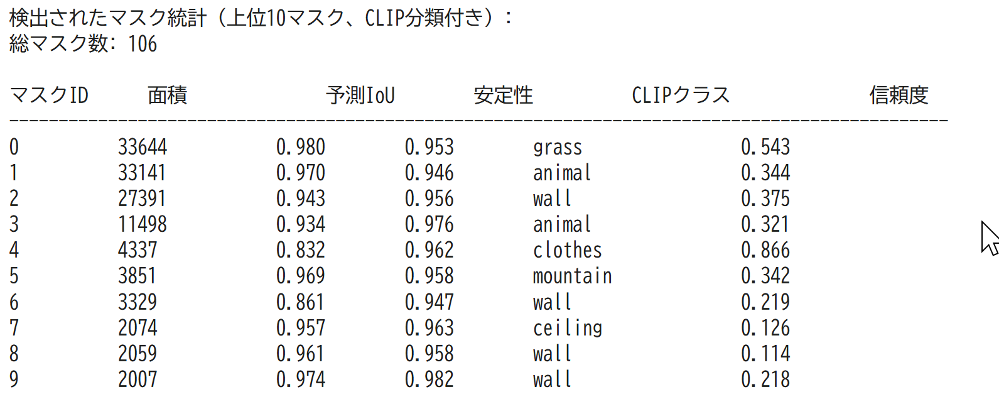 検出されたマスク統計（上位10マスク、CLIP分類付き）:
総マスク数: 106
マスクID 面積 予測IoU 安定性 CLIPクラス 信頼度
-----------------------------------------------------------------------------------------------
0 33644 0.980 0.953 grass 0.543
1 33141 0.970 0.946 animal 0.344
2 27391 0.943 0.956 wall 0.375
3 11498 0.934 0.976 animal 0.321
4 4337 0.832 0.962 clothes 0.866
5 3851 0.969 0.958 mountain 0.342
6 3329 0.861 0.947 wall 0.219
7 2074 0.957 0.963 ceiling 0.126
8 2059 0.961 0.958 wall 0.114
9 2007 0.974 0.982 wall 0.218